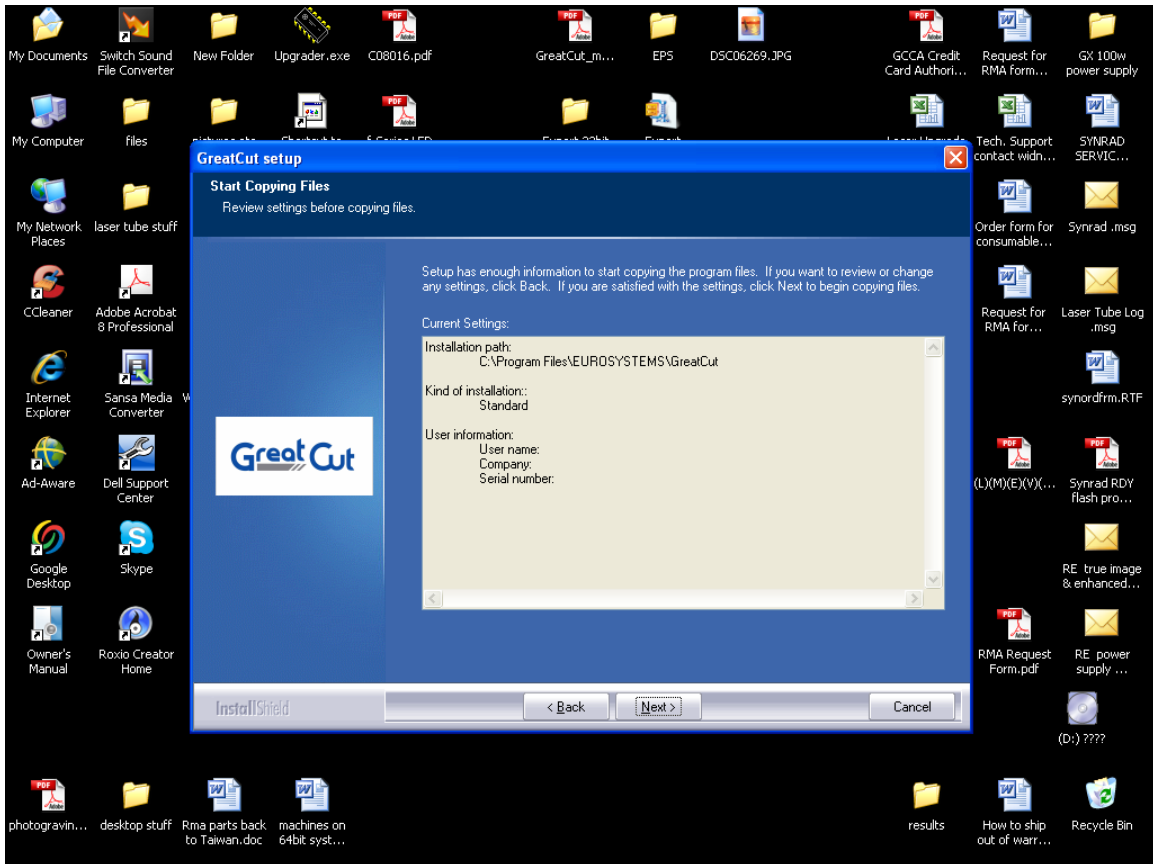 My Documents
Switch Sound
File Converter
New Folder
Upgrader.exe
C08016.pdf
GreatCut_m...
EPS
DSC06269.JPG
GCCA Credit
Card Authori...
Request for
RMA form...
GX 100w
power supply
My Computer
files
Tech. Support
contact widn...
SYNRAD
SERVIC...
GreatCut setup
Start Copying Files
Review settings before copying files.
My Network
Places
laser tube stuff
Order form for
consumable...
Synrad .msg
Setup has enough information to start copying the program files. If you want to review or change
any settings, click Back. If you are satisfied with the settings, click Next to begin copying files.
Current Settings:
Installation path:
C:\Program Files\EUROSYSTEMS\GreatCut
Kind of installation::
Standard
User information:
User name:
Company:
Serial number:
Great Cut
InstallShield
< Back
Next >
Cancel
CCleaner
Adobe Acrobat
8 Professional
Request for
RMA for...
Laser Tube Log
.msg
Internet
Explorer
Sansa Media
Converter
synordfrm.RTF
Ad-Aware
Dell Support
Center
(L)(M)(E)(V)(...
Synrad RDY
flash pro...
Google
Desktop
Skype
RE true image
& enhanced...
Owner's
Manual
Roxio Creator
Home
RMA Request
Form.pdf
RE power
supply ...
(D:) ????
photogravin...
desktop stuff
Rma parts back
to Taiwan.doc
machines on
64bit syst...
results
How to ship
out of warr...
Recycle Bin